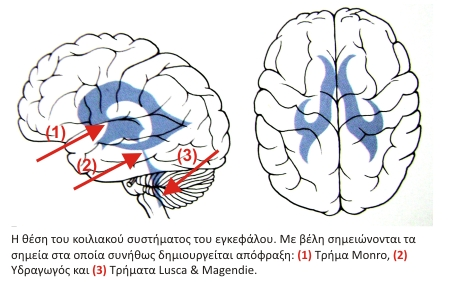 (1)
(2)
(3)
Η θέση του κοιλιακού συστήματος του εγκεφάλου. Με βέλη σημειώνονται τα
σημεία στα οποία συνήθως δημιουργείται απόφραξη: (1) Τρήμα Monro, (2)
Υδραγωγός και (3) Τρήματα Lusca & Magendie.